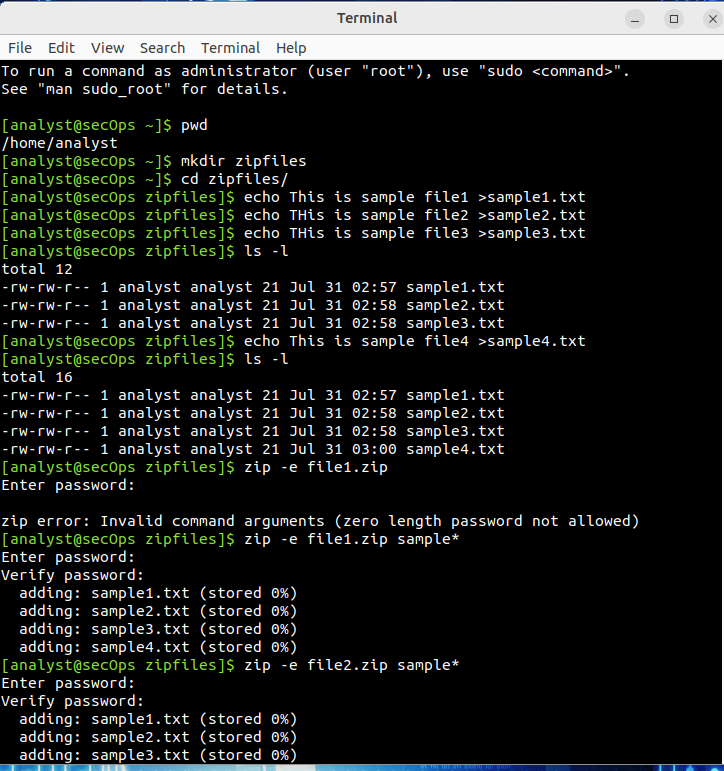 Terminal
File Edit View Search Terminal Help
To run a command as administrator (user "root"), use "sudo <command>".
See "man sudo_root" for details.
[analyst@secOps ~]$ pwd
/home/analyst
[analyst@secOps ~]$ mkdir zipfiles
[analyst@secOps ~]$ cd zipfiles/
[analyst@secOps zipfiles]$ echo This is sample file1 >sample1.txt
[analyst@secOps zipfiles]$ echo THis is sample file2 >sample2.txt
[analyst@secOps zipfiles]$ echo THis is sample file3 >sample3.txt
[analyst@secOps zipfiles]$ ls -l
total 12
-rw-rw-r-- 1 analyst analyst 21 Jul 31 02:57 sample1.txt
-rw-rw-r-- 1 analyst analyst 21 Jul 31 02:58 sample2.txt
-rw-rw-r-- 1 analyst analyst 21 Jul 31 02:58 sample3.txt
[analyst@secOps zipfiles]$ echo This is sample file4 >sample4.txt
[analyst@secOps zipfiles]$ ls -l
total 16
-rw-rw-r-- 1 analyst analyst 21 Jul 31 02:57 sample1.txt
-rw-rw-r-- 1 analyst analyst 21 Jul 31 02:58 sample2.txt
-rw-rw-r-- 1 analyst analyst 21 Jul 31 02:58 sample3.txt
-rw-rw-r-- 1 analyst analyst 21 Jul 31 03:00 sample4.txt
[analyst@secOps zipfiles]$ zip -e file1.zip
Enter password:
zip error: Invalid command arguments (zero length password not allowed)
[analyst@secOps zipfiles]$ zip -e file1.zip sample*
Enter password:
Verify password:
  adding: sample1.txt (stored 0%)
  adding: sample2.txt (stored 0%)
  adding: sample3.txt (stored 0%)
  adding: sample4.txt (stored 0%)
[analyst@secOps zipfiles]$ zip -e file2.zip sample*
Enter password:
Verify password:
  adding: sample1.txt (stored 0%)
  adding: sample2.txt (stored 0%)
  adding: sample3.txt (stored 0%)